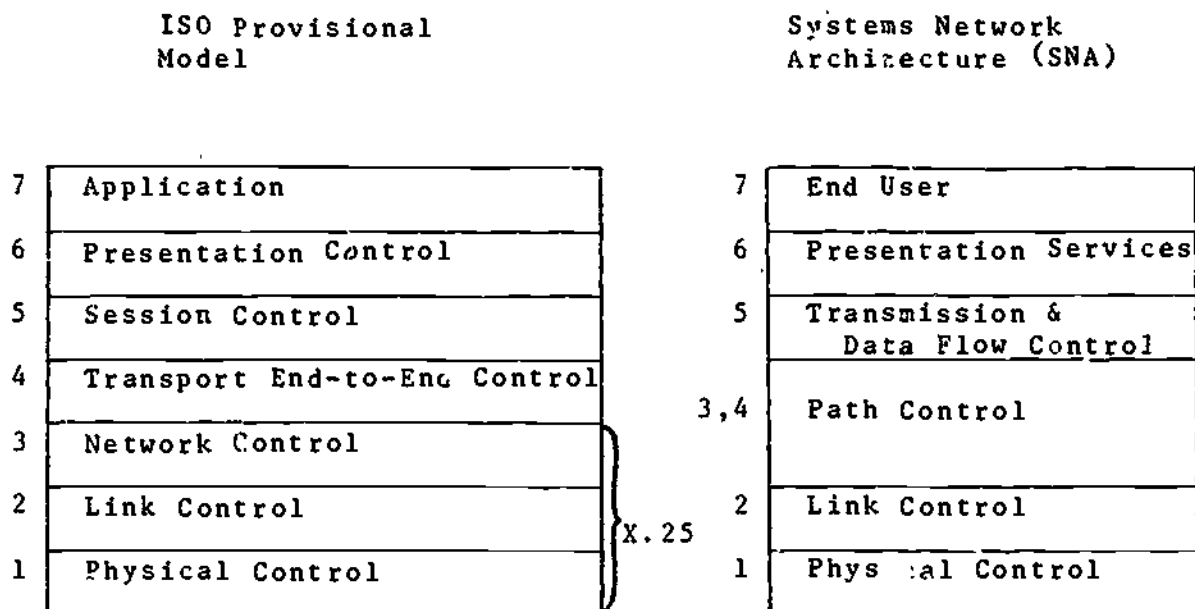 ISO Provisional
Model
Systems Network
Architecture (SNA)
7 Application
6 Presentation Control
5 Session Control
4 Transport End-to-End Control
3 Network Control
2 Link Control
1 Physical Control
X.25
7 End User
6 Presentation Services
5 Transmission &
Data Flow Control
3,4 Path Control
2 Link Control
1 Physical Control